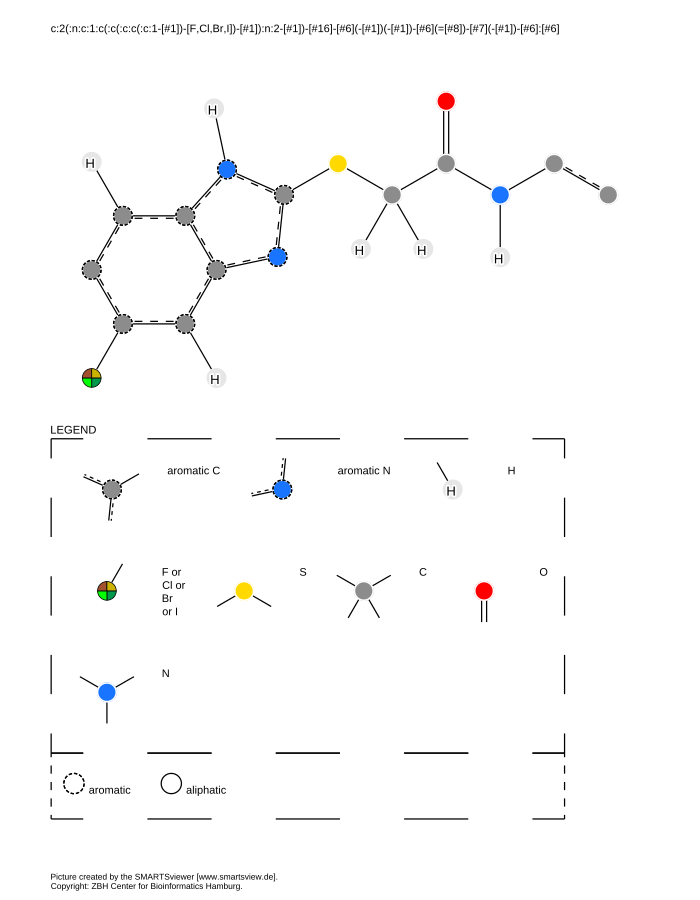 c:2(:n:c:1:c(:c(:c:c(:c:1-[#1])-[F,Cl,Br,I])-[#1]):n:2-[#1])-[#16]-[#6](-[#1])(-[#1])-[#6](=[#8])-[#7](-[#1])-[#6]:[#6]
H
H
H
H
H
H
LEGEND
aromatic C
aromatic N
H
H
F or
Cl or
Br
or I
S
C
O
N
aromatic
aliphatic
Picture created by the SMARTSviewer [www.smartsview.de].
Copyright: ZBH Center for Bioinformatics Hamburg.